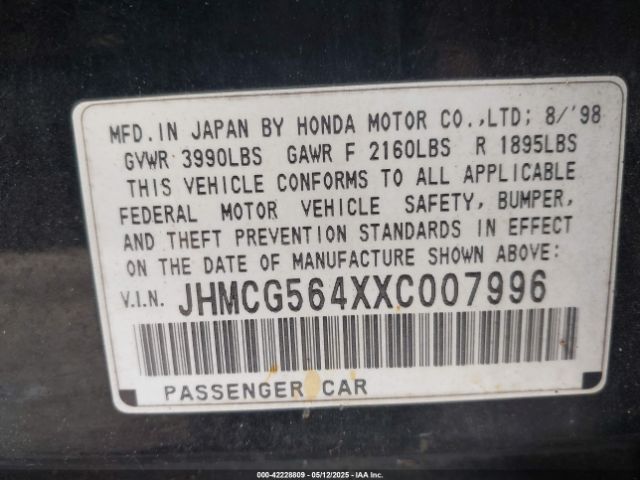 MFD. IN JAPAN BY HONDA MOTOR CO.,LTD; 8/'98
GVWR 3990LBS GAWR F 2160LBS R 1895LBS
THIS VEHICLE CONFORMS TO ALL APPLICABLE
FEDERAL MOTOR VEHICLE SAFETY, BUMPER,
AND THEFT PREVENTION STANDARDS IN EFFECT
ON THE DATE OF MANUFACTURE SHOWN ABOVE:
V.I.N. JHMCG564XXC007996
PASSENGER CAR
000-42228809 - 05/12/2025 - IAA Inc.